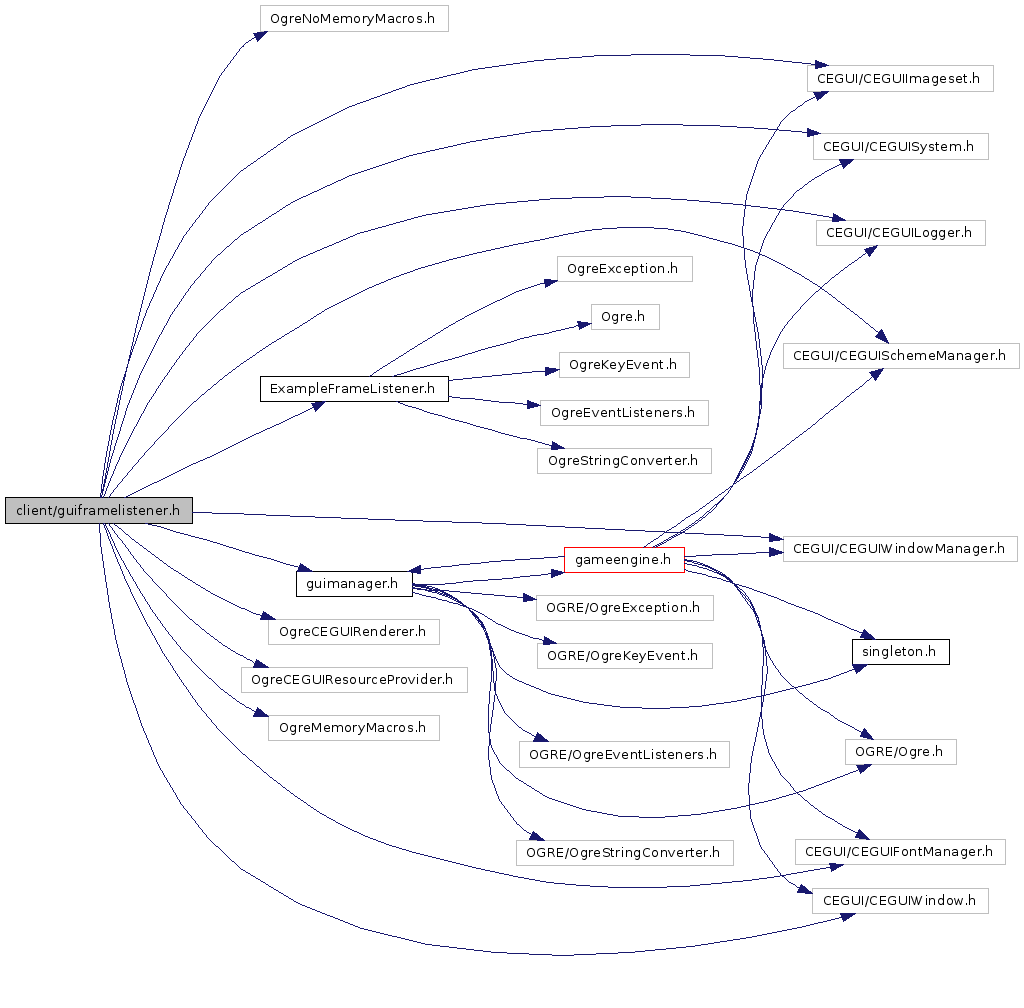 OgreNoMemoryMacros.h
CEGUI/CEGUIImageset.h
CEGUI/CEGUISystem.h
CEGUI/CEGUILogger.h
OgreException.h
Ogre.h
CEGUI/CEGUISchemeManager.h
OgreKeyEvent.h
ExampleFrameListener.h
OgreEventListeners.h
OgreStringConverter.h
client/guiframelistener.h
CEGUI/CEGUIWindowManager.h
gameengine.h
guimanager.h
OGRE/OgreException.h
OgreCEGUIRenderer.h
OGRE/OgreKeyEvent.h
singleton.h
OgreCEGUIResourceProvider.h
OgreMemoryMacros.h
OGRE/OgreEventListeners.h
OGRE/Ogre.h
OGRE/OgreStringConverter.h
CEGUI/CEGUIFontManager.h
CEGUI/CEGUIWindow.h